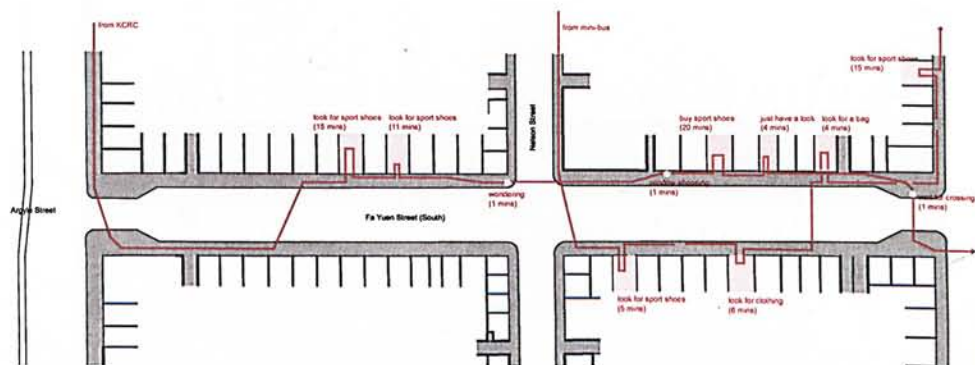 from KCRC
from mini-bus
look for sport shoes
(15 mins)
look for sport shoes
(15 mins)
look for sport shoes
(11 mins)
Nelson Street
buy sport shoes
(20 mins)
just have a look
(4 mins)
look for a bag
(4 mins)
wondering
(1 mins)
(1 mins)
crossing
(1 mins)
Argyle Street
Fa Yuen Street (South)
look for sport shoes
(5 mins)
look for clothing
(6 mins)